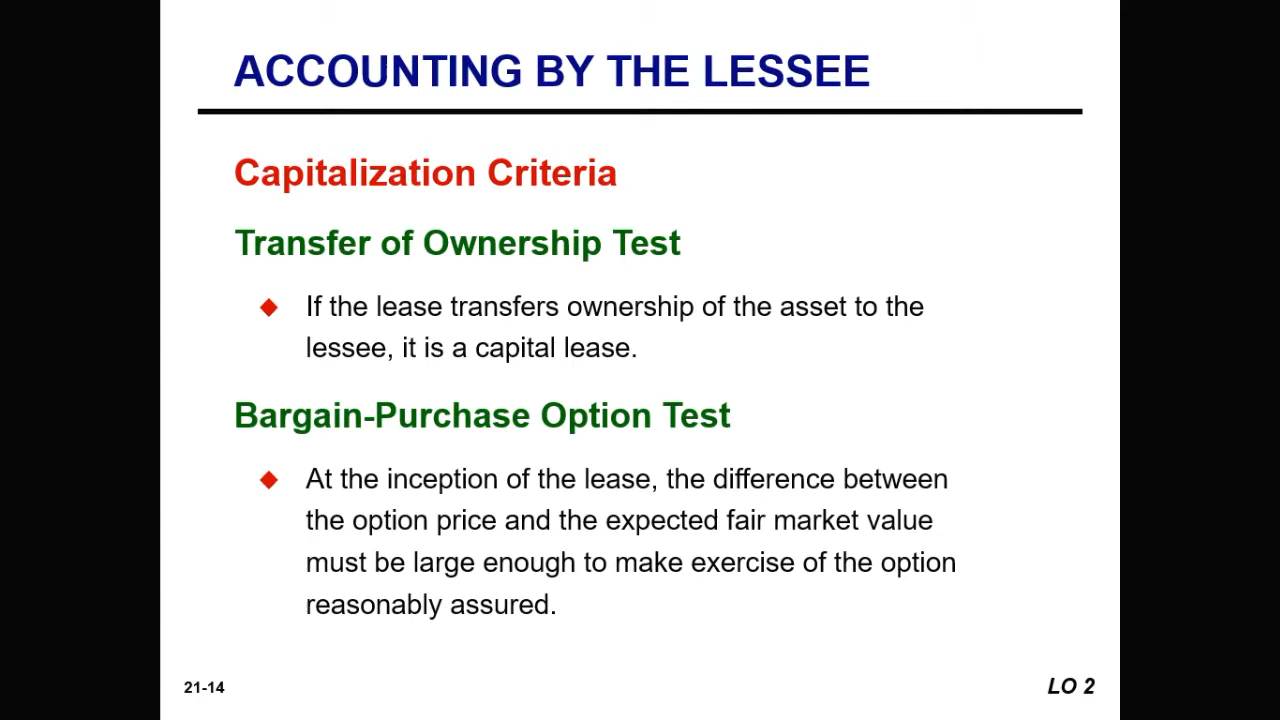 ACCOUNTING BY THE LESSEE
Capitalization Criteria
Transfer of Ownership Test
If the lease transfers ownership of the asset to the
lessee, it is a capital lease.
Bargain-Purchase Option Test
At the inception of the lease, the difference between
the option price and the expected fair market value
must be large enough to make exercise of the option
reasonably assured.
21-14
LO 2